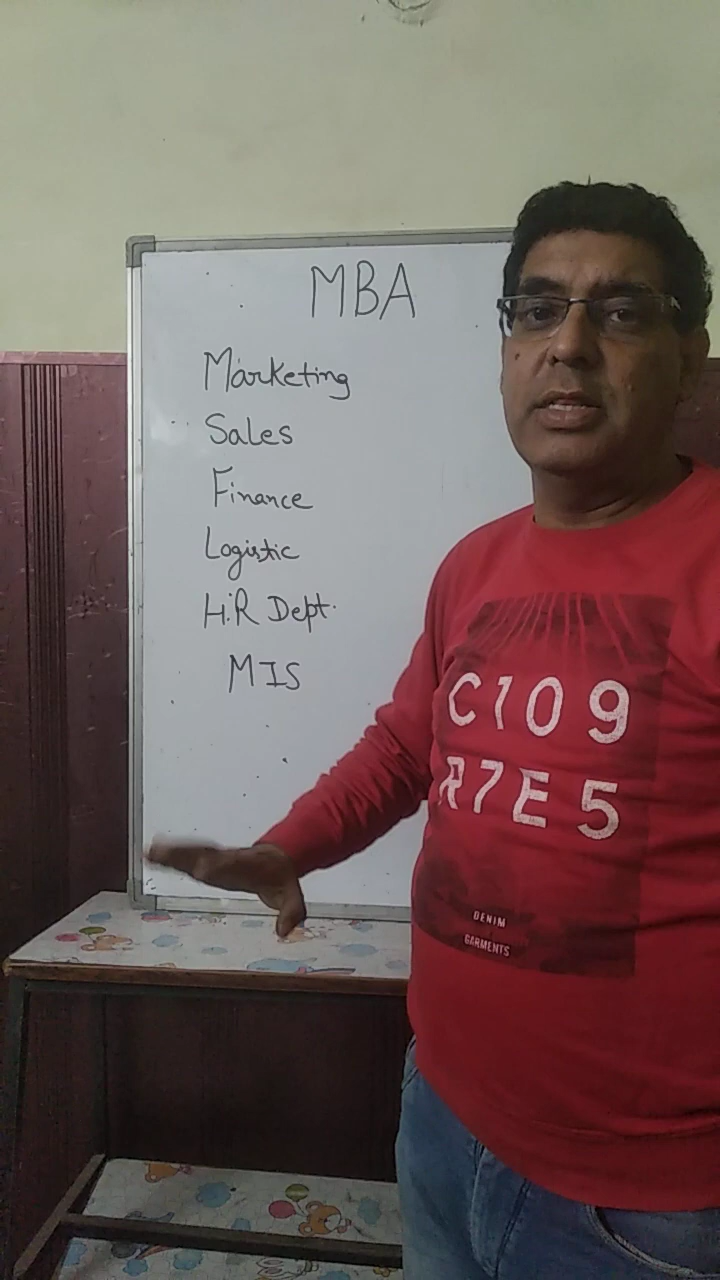 MBA
Marketing
Sales
Finance
Logistic
H.R Dept.
MIS
C109
R7E5
DENIM
GARMENTS